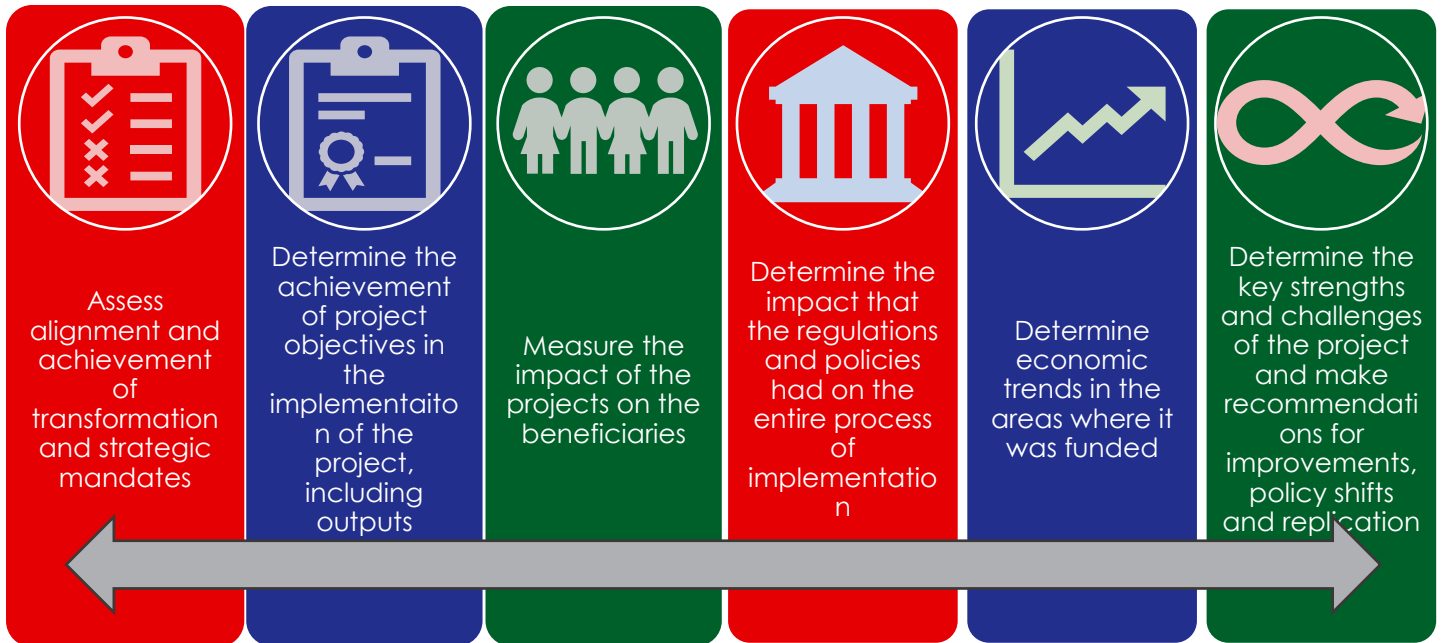 Assess
alignment and
achievement
of
transformation
and strategic
mandates
Determine the
achievement
of project
objectives in
the
implementaito
n of the
project,
including
outputs
Measure the
impact of the
projects on the
beneficiaries
Determine the
impact that
the regulations
and policies
had on the
entire process
of
implementatio
n
Determine
economic
trends in the
areas where it
was funded
Determine the
key strengths
and challenges
of the project
and make
recommendati
ons for
improvements,
policy shifts
and replication